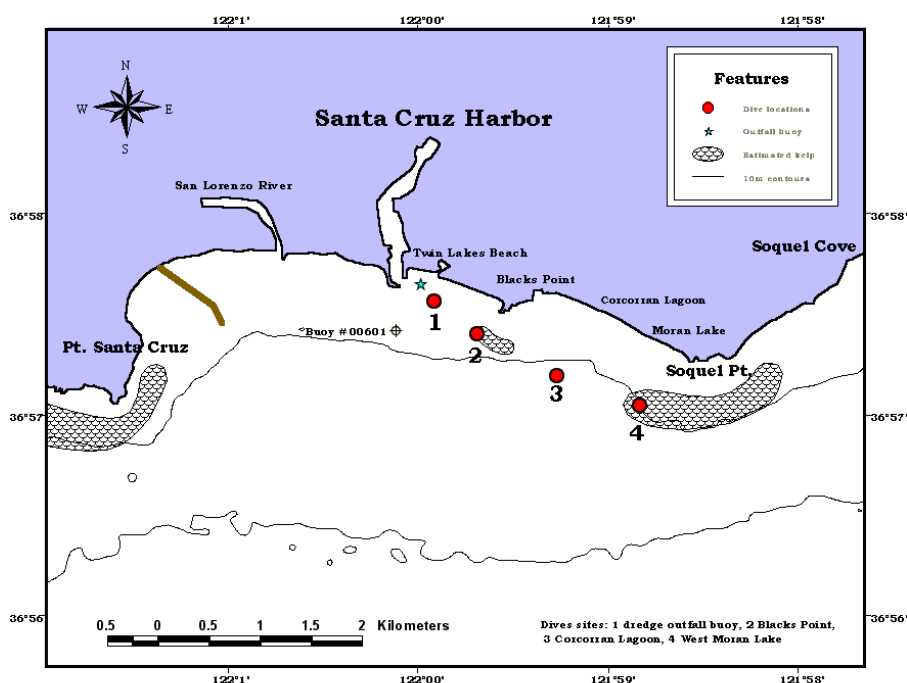 122°1'
122°00
121°59
121°58
N
W
E
S
Features
Dive locations
Outfall buoy
Estimated kelp
10m contours
Santa Cruz Harbor
San Lorenzo River
36°58
36°58
Twin Lakes Beach
Soquel Cove
Blacks Point
Corcorran Lagoon
1
Buoy #00601
Moran Lake
2
Pt. Santa Cruz
Soquel Pt.
3
36°57
36°57
4
36°56
36°56
0.5 0 0.5 1 1.5 2 Kilometers
Dives sites: 1 dredge outfall buoy, 2 Blacks Point,
3 Corcorran Lagoon, 4 West Moran Lake
122°1'
122°00
121°59
121°58